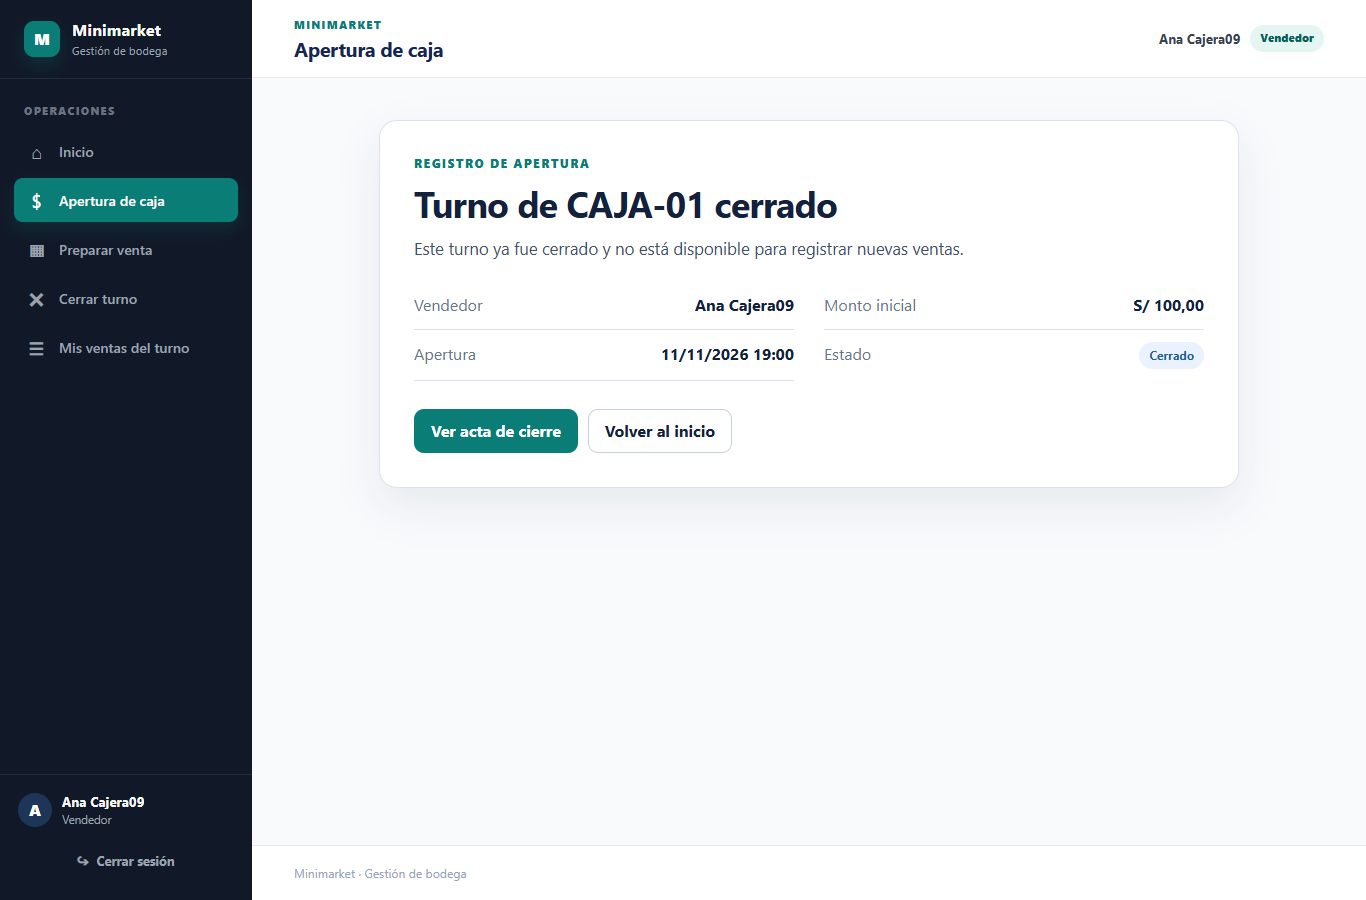 M
Minimarket
Gestión de bodega
OPERACIONES
Inicio
$ Apertura de caja
Preparar venta
Cerrar turno
Mis ventas del turno
A
Ana Cajera09
Vendedor
Cerrar sesión
MINIMARKET
Apertura de caja
Ana Cajera09 Vendedor
REGISTRO DE APERTURA
Turno de CAJA-01 cerrado
Este turno ya fue cerrado y no está disponible para registrar nuevas ventas.
Vendedor Ana Cajera09
Monto inicial S/ 100,00
Apertura 11/11/2026 19:00
Estado Cerrado
Ver acta de cierre
Volver al inicio
Minimarket · Gestión de bodega